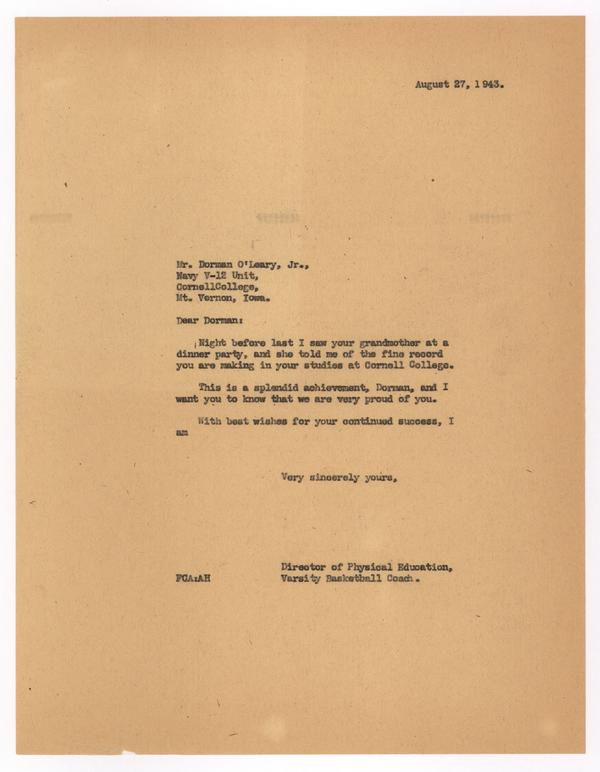 August 27, 1943.
Mr. Dorman O'Leary, Jr.,
Navy V-12 Unit,
CornellCollege,
Mt. Vernon, Iowa.
Dear Dorman:
Night before last I saw your grandmother at a
dinner party, and she told me of the fine record
you are making in your studies at Cornell College.
This is a splendid achievement, Dorman, and I
want you to know that we are very proud of you.
With best wishes for your continued success, I
am
Very sincerely yours,
Director of Physical Education,
FCA:AH Varsity Basketball Coach.